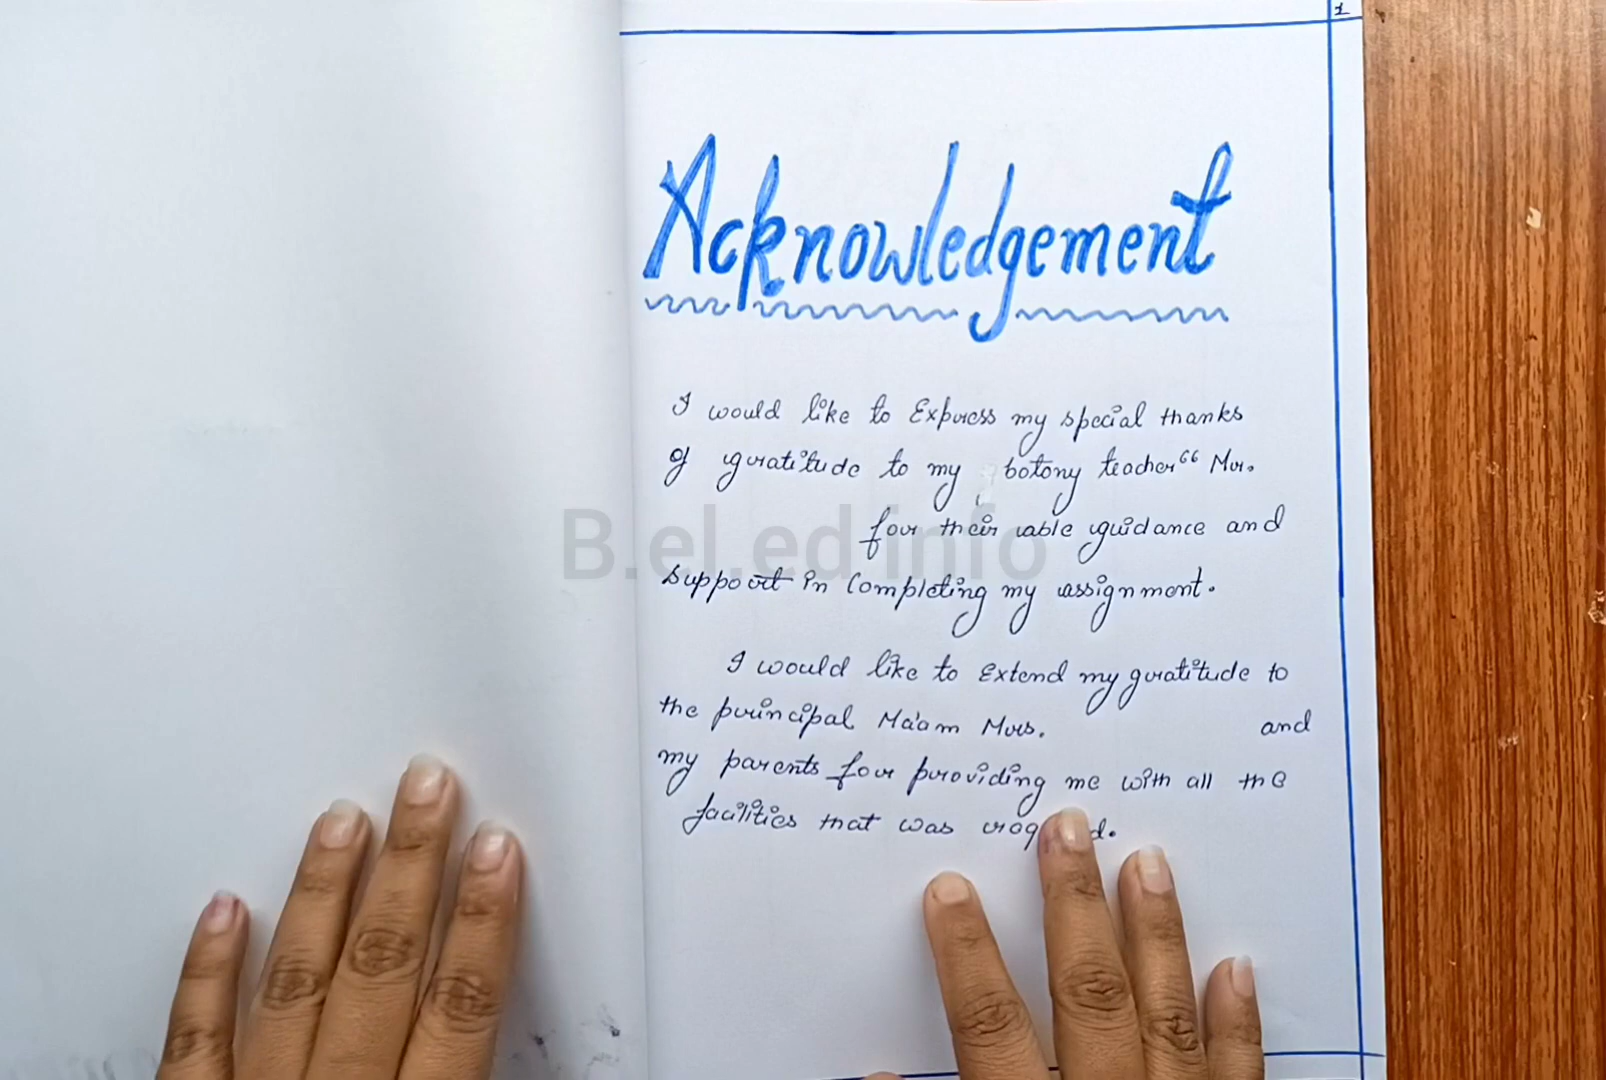 1
Acknowledgement
I would like to Express my special thanks
of gratitude to my botony teacher “ Mr.
for their able guidance and
Support in Completing my assignment.
I would like to Extend my gratitude to
the principal Ma'am Mrs. and
my parents for providing me with all the
facilities that was
B.el.ed info